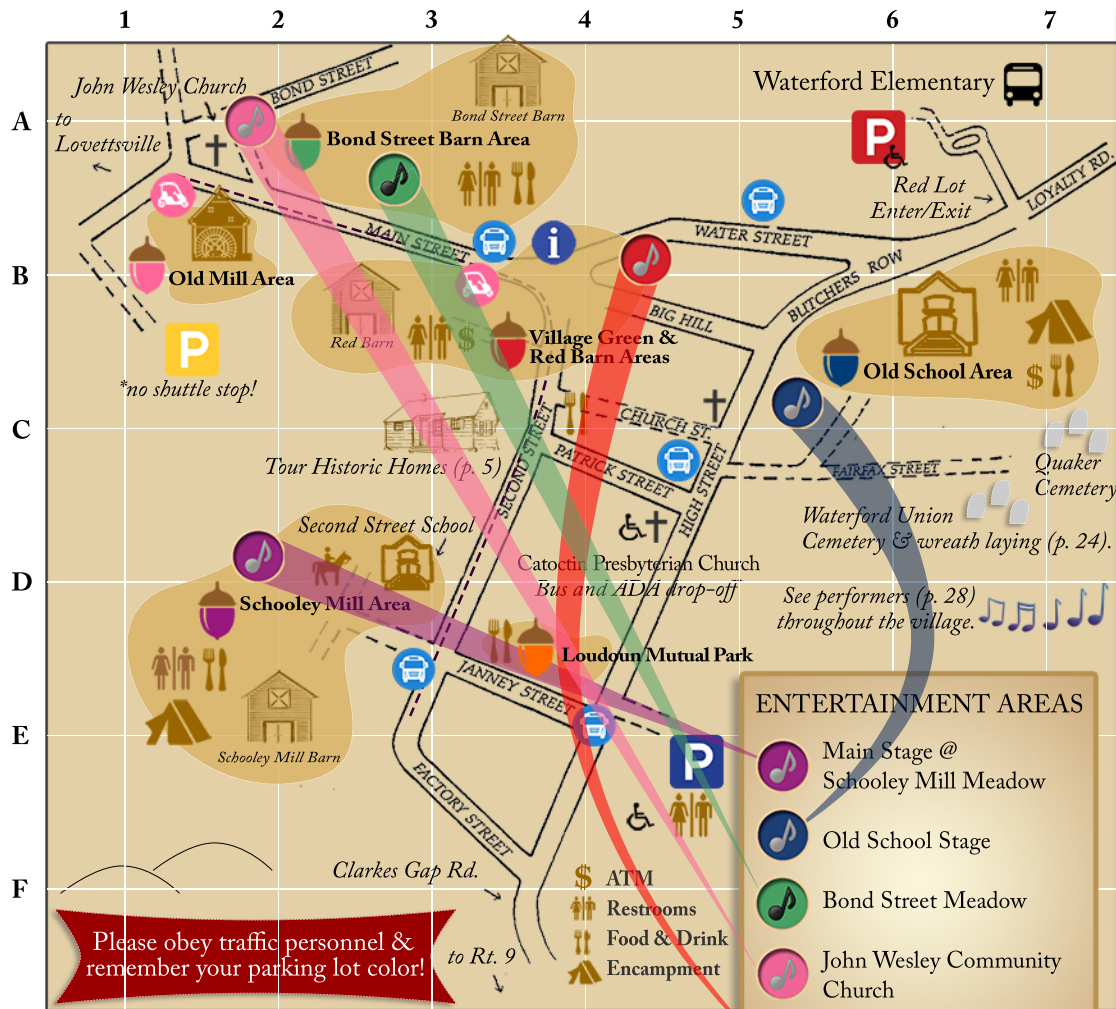 1 2 3 4 5 6 7
A
B
C
D
E
F
John Wesley Church
BOND STREET
to
Lovettsville
Bond Street Barn
Bond Street Barn Area
Waterford Elementary
P
Red Lot
Enter/Exit
LOYALTY RD.
MAIN STREET
i
WATER STREET
Old Mill Area
P
*no shuttle stop!
Red Barn
$
Village Green &
Red Barn Areas
BIG HILL
BUTCHERS ROW
Old School Area
$
CHURCH ST.
PATRICK STREET
SECOND STREET
HIGH STREET
FAIRFAX STREET
Tour Historic Homes (p. 5)
Quaker
Cemetery
Waterford Union
Cemetery & wreath laying (p. 24).
Second Street School
Catoctin Presbyterian Church
Bus and ADA drop-off
Schooley Mill Area
See performers (p. 28)
throughout the village.
Loudoun Mutual Park
JANNEY STREET
Schooley Mill Barn
P
FACTORY STREET
Clarkes Gap Rd.
to Rt. 9
$ ATM
Restrooms
Food & Drink
Encampment
Please obey traffic personnel &
remember your parking lot color!
ENTERTAINMENT AREAS
Main Stage @
Schooley Mill Meadow
Old School Stage
Bond Street Meadow
John Wesley Community
Church